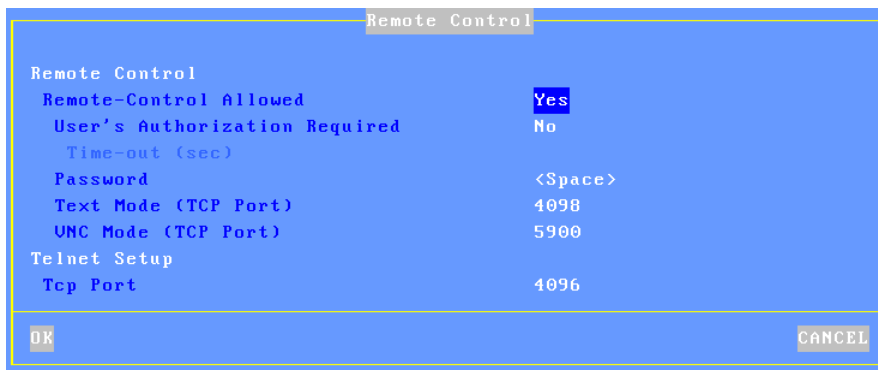 Remote Control
Remote Control
Remote-Control Allowed Yes
User's Authorization Required No
Time-out (sec)
Password <Space>
Text Mode (TCP Port) 4098
VNC Mode (TCP Port) 5900
Telnet Setup
Tcp Port 4096
OK CANCEL